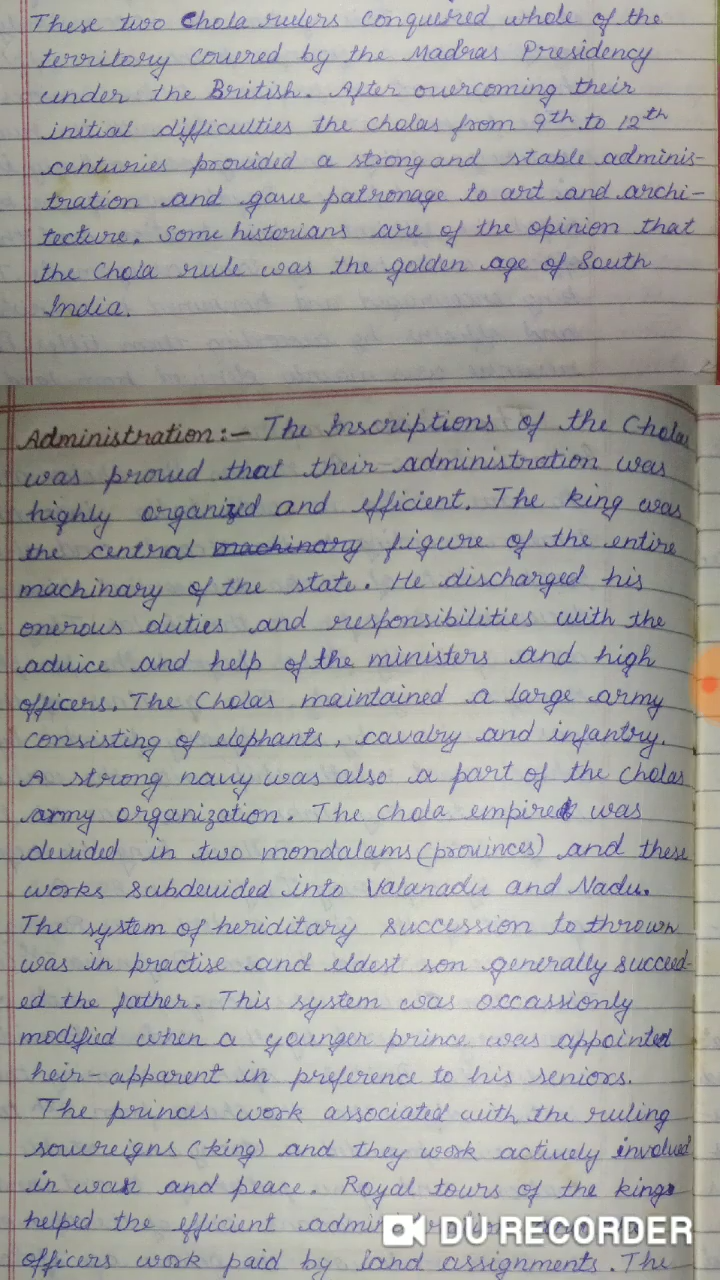 These two Chola rulers conquered whole of the
territory covered by the Madras Presidency
under the British. After overcoming their
initial difficulties the cholas from 9th to 12th
centuries provided a strong and stable adminis-
tration and gave patronage to art and archi-
tecture. Some historians are of the opinion that
the Chola rule was the golden age of South
India.
Administration:- The Inscriptions of the Cholas
was proved that their administration was
highly organized and efficient. The king was
the central machinary figure of the entire
machinary of the state. He discharged his
onerous duties and responsibilities with the
advice and help of the ministers and high
officers. The Cholas maintained a large army
consisting of elephants, cavalry and infantry.
A strong navy was also a part of the cholas
army organization. The chola empire was
devided in two mondalams (provinces) and these
works subdevided into Valanadu and Nadu.
The system of heriditary succession to thrown
was in practise and eldest son generally succeed-
ed the father. This system was occassionly
modified when a younger prince was appointed
heir-apparent in preference to his seniors.
The princes work associated with the ruling
sovereigns (king) and they work actively involved
in war and peace. Royal tours of the kings
helped the efficient
DU RECORDER
officers work paid by land assignments. The